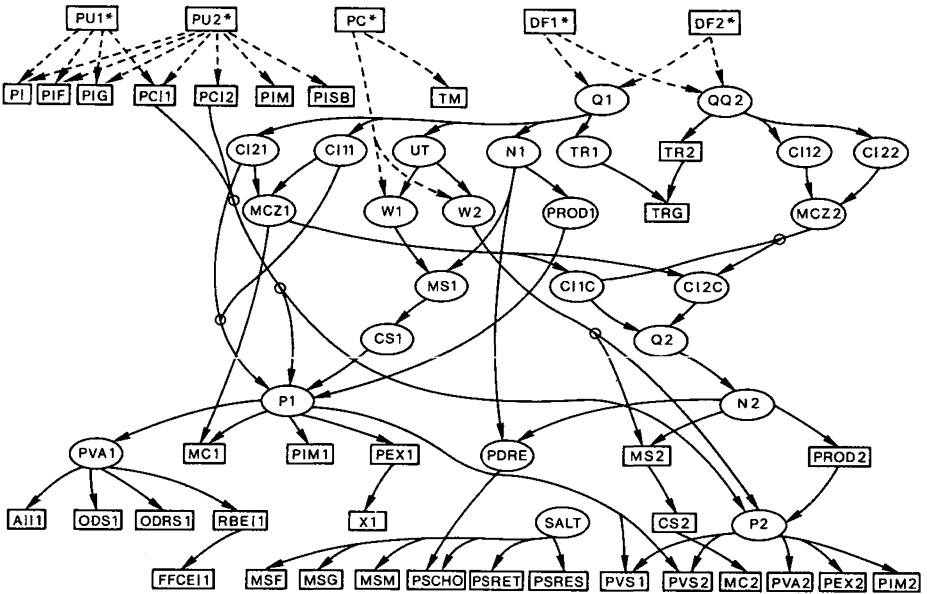 PU1* PU2* PC* DF1* DF2*
PI PIF PIG PCI1 PCI2 PIM PISB TM Q1 QQ2
CI21 CI11 UT N1 TR1 TR2 CI12 CI22
MCZ1 W1 W2 PROD1 TRG MCZ2
MS1 CI1C CI2C
CS1 Q2
P1 N2
PVA1 MC1 PIM1 PEX1 PDRE MS2 PROD2
AII1 ODS1 ODRS1 RBEI1 X1 SALT CS2 P2
FFCEI1 MSF MSG MSM PSCHO PSRET PSRES PVS1 PVS2 MC2 PVA2 PEX2 PIM2